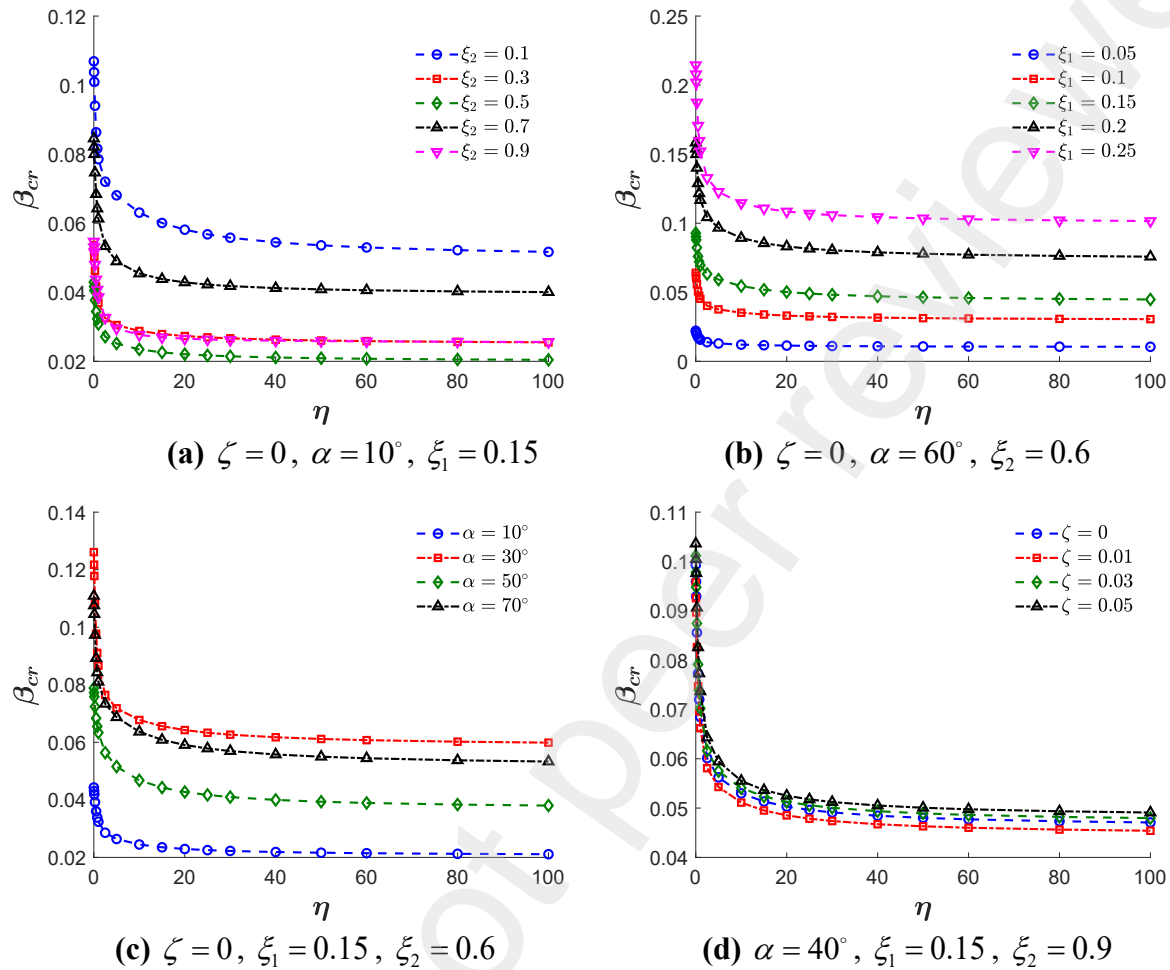 0.12
0.1
0.08
0.06
0.04
0.02
β_cr
0 20 40 60 80 100
η
ξ₂ = 0.1
ξ₂ = 0.3
ξ₂ = 0.5
ξ₂ = 0.7
ξ₂ = 0.9
(a) ζ = 0, α = 10°, ξ₁ = 0.15
0.25
0.2
0.15
0.1
0.05
0
β_cr
0 20 40 60 80 100
η
ξ₁ = 0.05
ξ₁ = 0.1
ξ₁ = 0.15
ξ₁ = 0.2
ξ₁ = 0.25
(b) ζ = 0, α = 60°, ξ₂ = 0.6
0.14
0.12
0.1
0.08
0.06
0.04
0.02
β_cr
0 20 40 60 80 100
η
α = 10°
α = 30°
α = 50°
α = 70°
(c) ζ = 0, ξ₁ = 0.15, ξ₂ = 0.6
0.11
0.1
0.09
0.08
0.07
0.06
0.05
0.04
β_cr
0 20 40 60 80 100
η
ζ = 0
ζ = 0.01
ζ = 0.03
ζ = 0.05
(d) α = 40°, ξ₁ = 0.15, ξ₂ = 0.9
ot peer reviewe